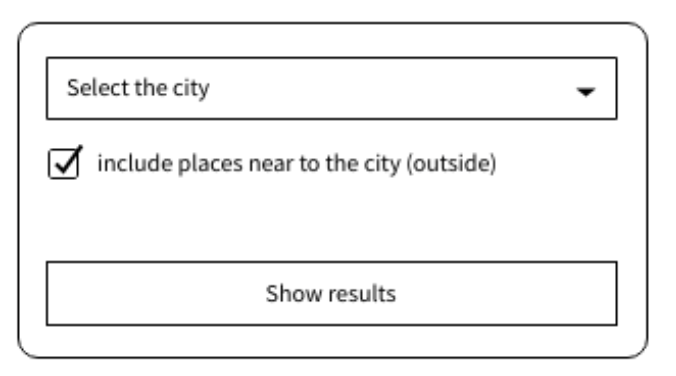 Select the city
include places near to the city (outside)
Show results